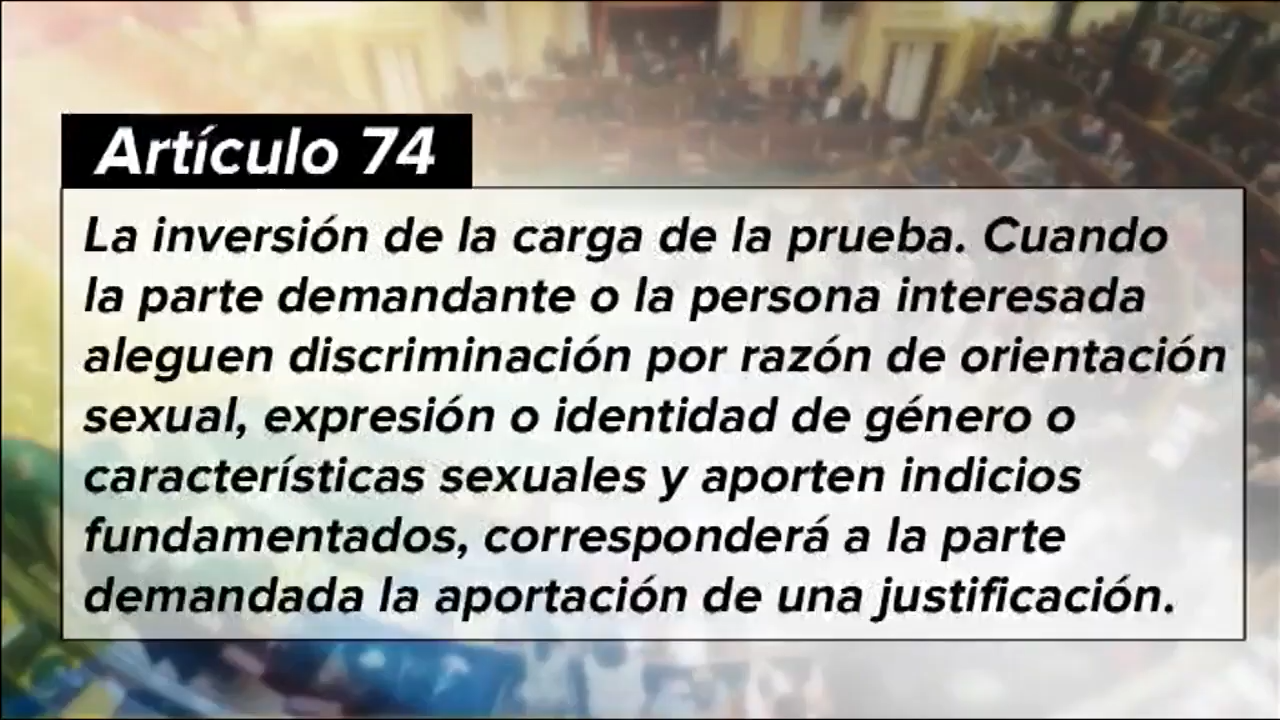 Artículo 74
La inversión de la carga de la prueba. Cuando
la parte demandante o la persona interesada
aleguen discriminación por razón de orientación
sexual, expresión o identidad de género o
características sexuales y aporten indicios
fundamentados, corresponderá a la parte
demandada la aportación de una justificación.